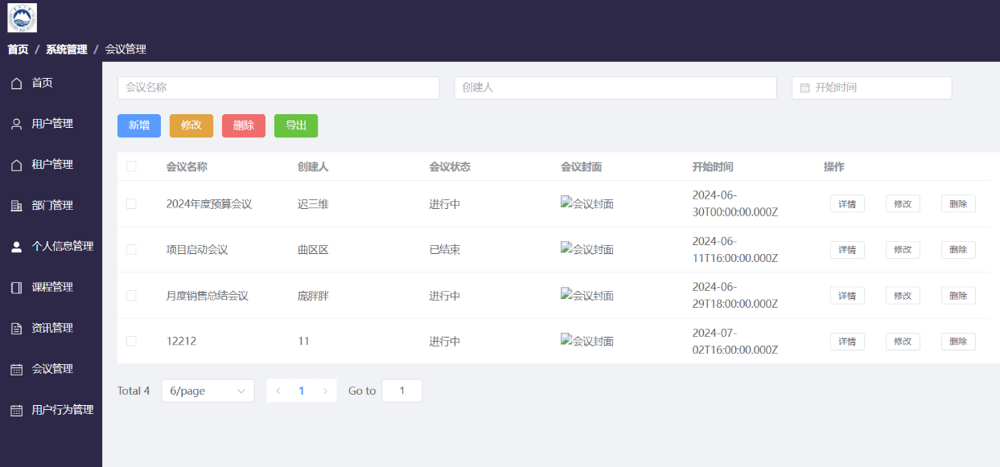 首页 / 系统管理 / 会议管理
首页
用户管理
租户管理
部门管理
个人信息管理
课程管理
资讯管理
会议管理
用户行为管理
会议名称 创建人 开始时间
新增 修改 删除 导出
会议名称 创建人 会议状态 会议封面 开始时间 操作
2024年度预算会议 迟三维 进行中 会议封面 2024-06-
30T00:00:00.000Z 详情 修改 删除
项目启动会议 曲区区 已结束 会议封面 2024-06-
11T16:00:00.000Z 详情 修改 删除
月度销售总结会议 庞胖胖 进行中 会议封面 2024-06-
29T18:00:00.000Z 详情 修改 删除
12212 11 进行中 会议封面 2024-07-
02T16:00:00.000Z 详情 修改 删除
Total 4 6/page 1 Go to 1